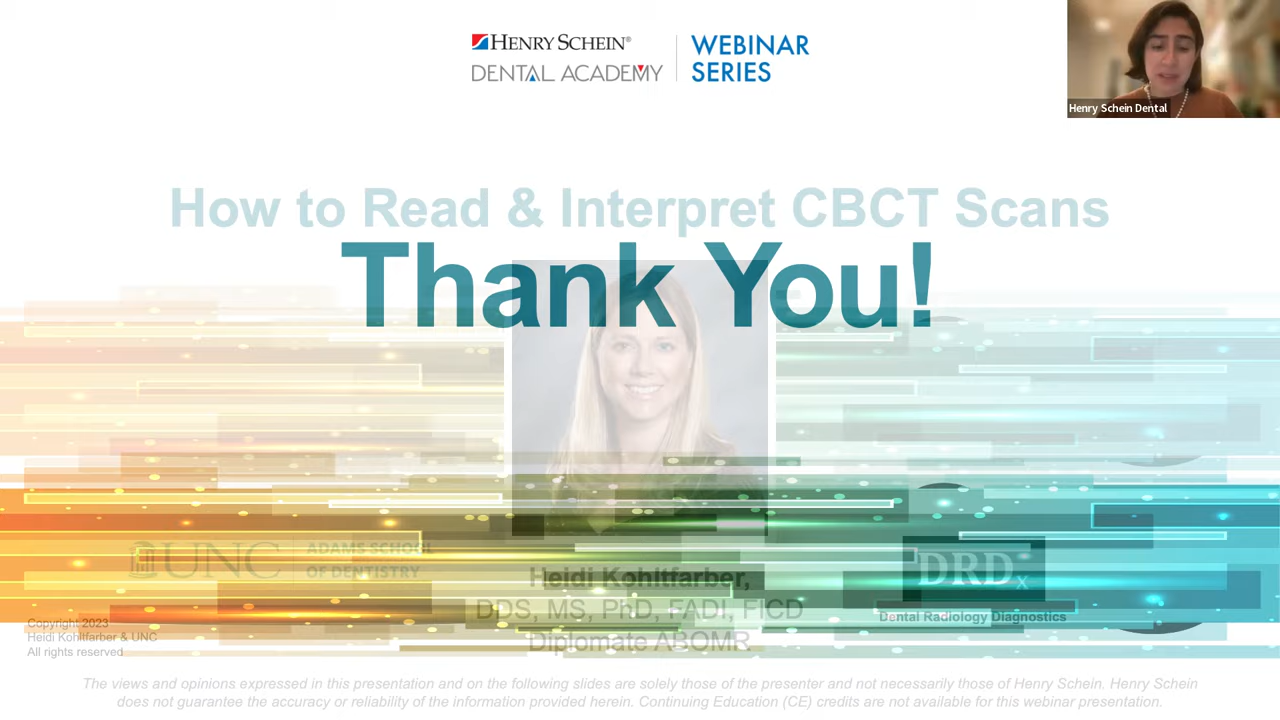 HENRY SCHEIN®
DENTAL ACADEMY
WEBINAR
SERIES
Henry Schein Dental
How to Read & Interpret CBCT Scans
Thank You!
UNC
ADAMS SCHOOL
OF DENTISTRY
Heidi Kohltfarber,
DDS, MS, PhD, FADI, FICD
Diplomate ABOMR
DRDx
Dental Radiology Diagnostics
Copyright 2023
Heidi Kohltfarber & UNC
All rights reserved
The views and opinions expressed in this presentation and on the following slides are solely those of the presenter and not necessarily those of Henry Schein. Henry Schein
does not guarantee the accuracy or reliability of the information provided herein. Continuing Education (CE) credits are not available for this webinar presentation.